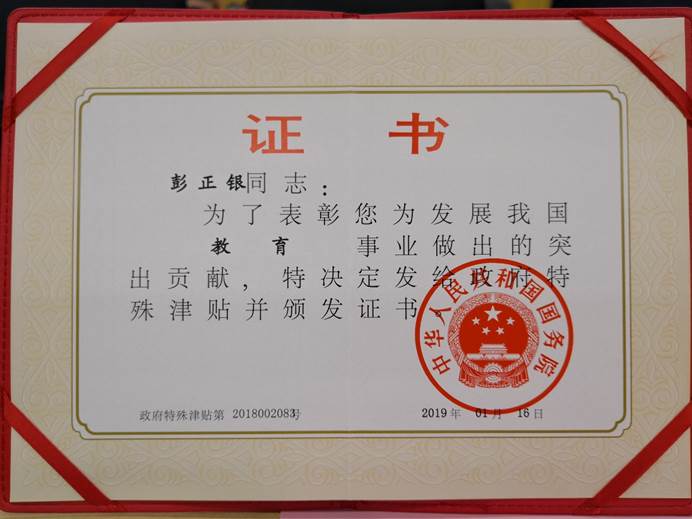 证 书
彭正银同志：
为了表彰您为发展我国
教 育 事业做出的突
出贡献，特决定发给政府特
殊津贴并颁发证书。
中华人民共和国国务院
政府特殊津贴第 2018002083号
2019年 01月 16日